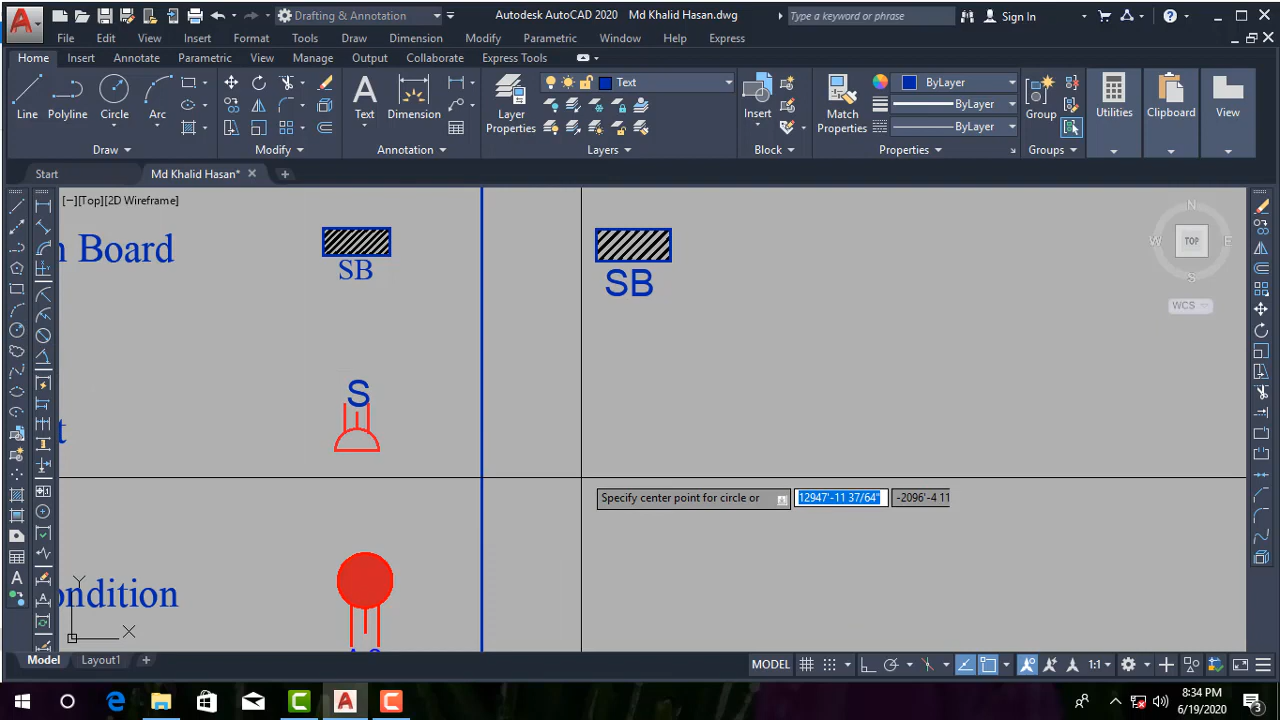 Drafting & Annotation
Autodesk AutoCAD 2020 Md Khalid Hasan.dwg
Type a keyword or phrase
Sign In
File Edit View Insert Format Tools Draw Dimension Modify Parametric Window Help Express
Home Insert Annotate Parametric View Manage Output Collaborate Express Tools
Text
ByLayer
Line Polyline Circle Arc
Text Dimension
Layer Properties
Insert
Match Properties
ByLayer
ByLayer
Group
Utilities Clipboard View
Draw Modify Annotation Layers Block Properties Groups
Start Md Khalid Hasan*
[−][Top][2D Wireframe]
n Board
SB
SB
N
W TOP E
S
WCS
S
t
Specify center point for circle or 12947'-11 37/64" -2096'-4 11
Y
ondition
X
Model Layout1
MODEL 1:1
8:34 PM
6/19/2020
3